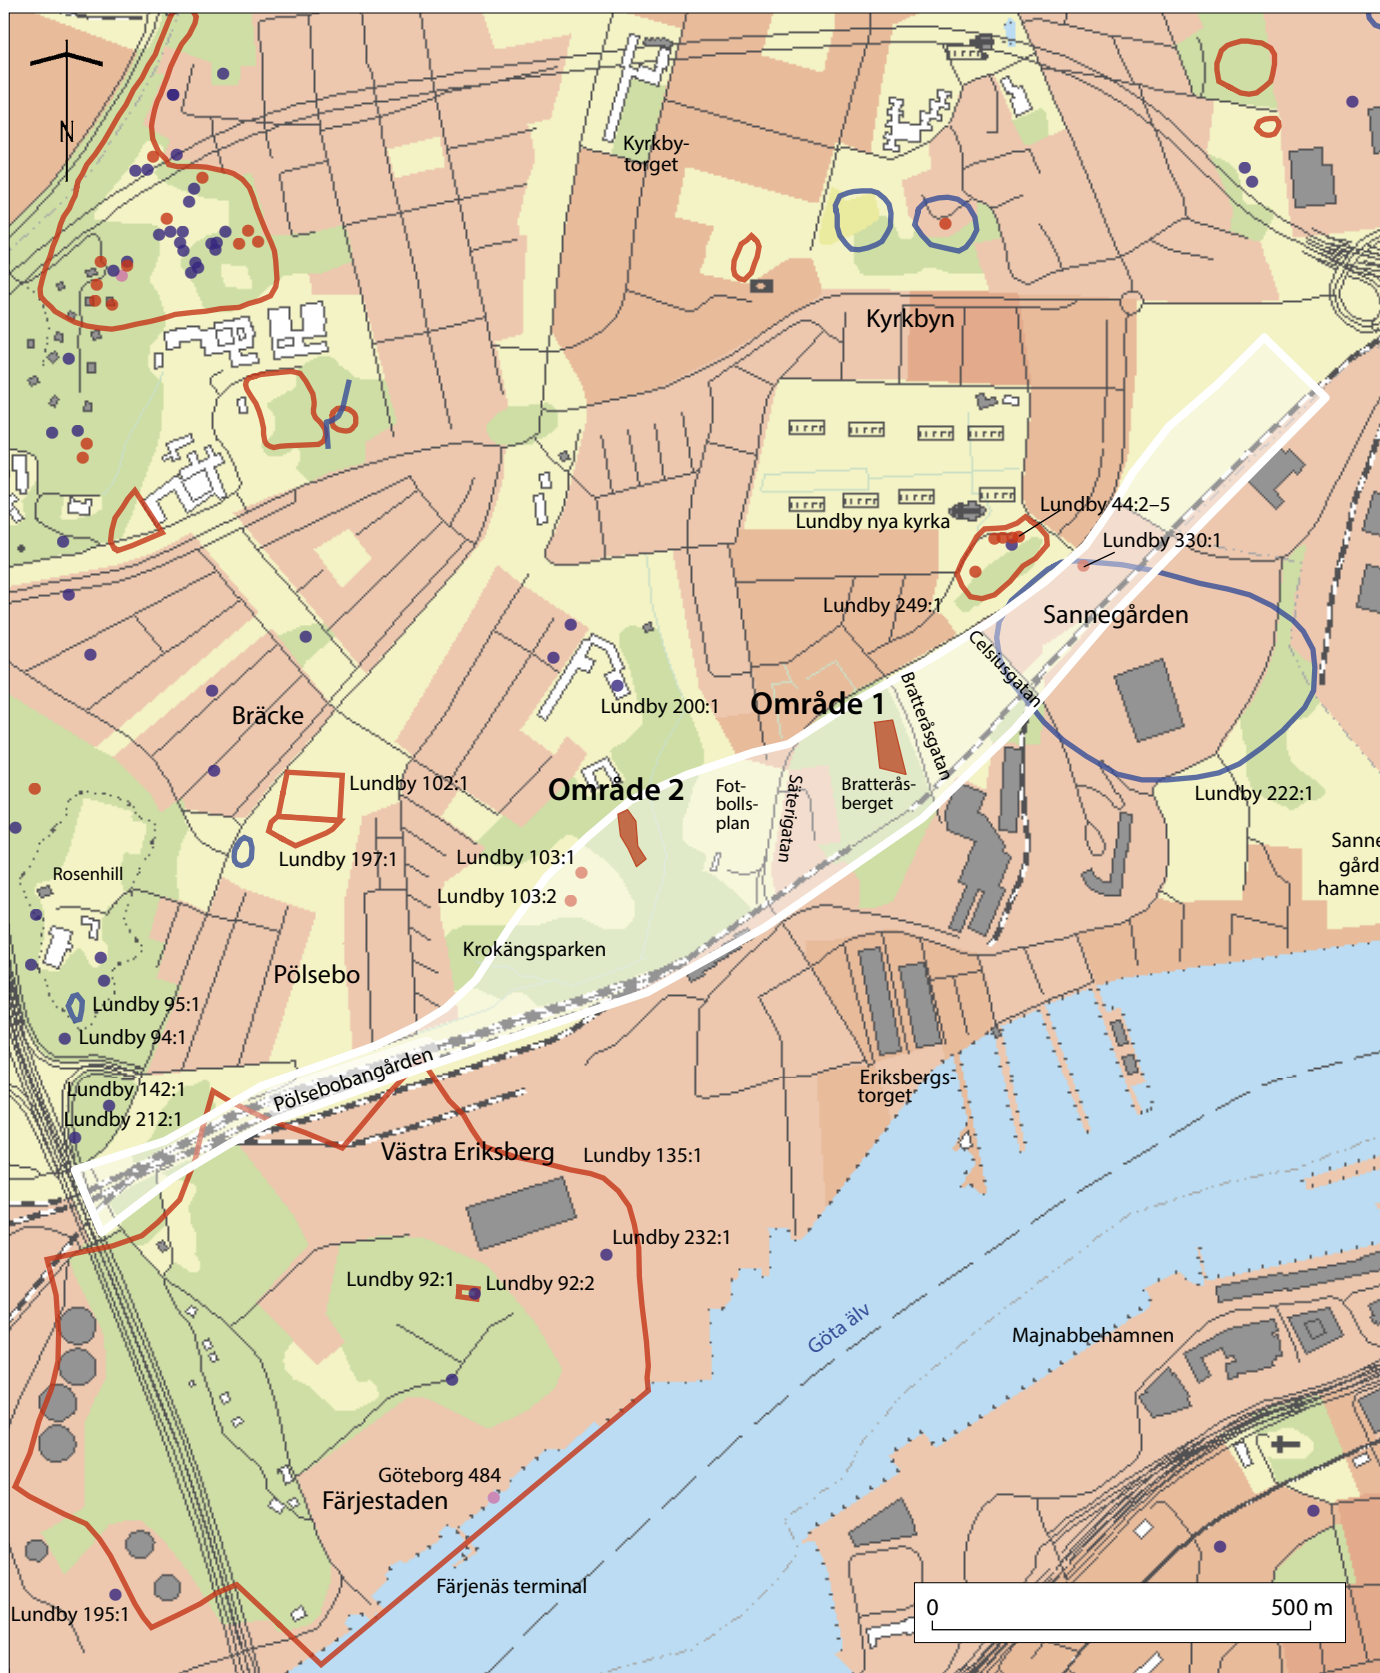 N
Kyrkby-
torget
Kyrkbyn
Lundby nya kyrka
Lundby 44:2–5
Lundby 330:1
Lundby 249:1
Sannegården
Celsiusgatan
Lundby 200:1
Område 1
Bratteråsgatan
Bräcke
Lundby 102:1
Område 2
Fot-
bolls-
plan
Säterigatan
Bratterås-
berget
Lundby 222:1
Lundby 197:1
Lundby 103:1
Sanne
gård
hamne
Rosenhill
Lundby 103:2
Krokängsparken
Pölsebo
Lundby 95:1
Lundby 94:1
Pölsebobangården
Eriksbergs-
torget
Lundby 142:1
Lundby 212:1
Västra Eriksberg
Lundby 135:1
Lundby 232:1
Lundby 92:1
Lundby 92:2
Göta älv
Majnabbehamnen
Göteborg 484
Färjestaden
Färjenäs terminal
Lundby 195:1
0
500 m